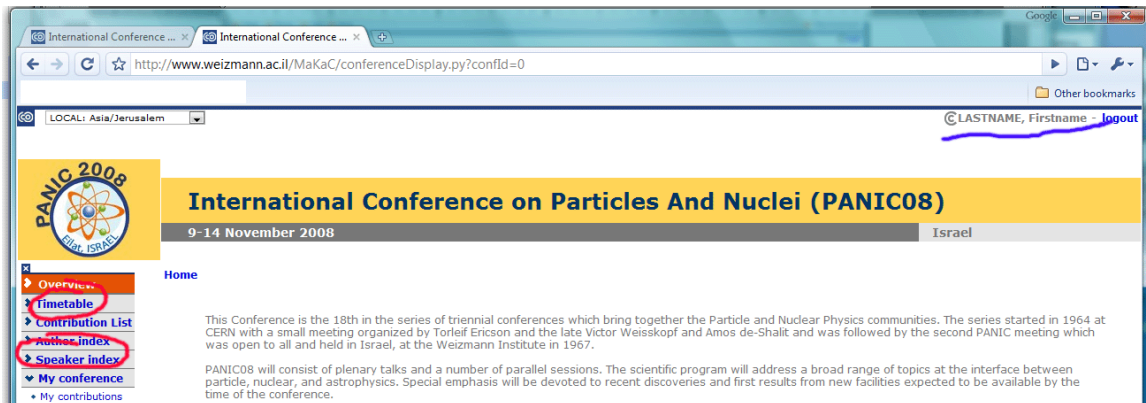 Google
International Conference ...
International Conference ...
http://www.weizmann.ac.il/MaKaC/conferenceDisplay.py?confId=0
Other bookmarks
LOCAL: Asia/Jerusalem
LASTNAME, Firstname - logout
PANIC 2008
Eilat, ISRAEL
International Conference on Particles And Nuclei (PANIC08)
9-14 November 2008 Israel
Home
Overview
Timetable
Contribution List
Author index
Speaker index
My conference
My contributions
This Conference is the 18th in the series of triennial conferences which bring together the Particle and Nuclear Physics communities. The series started in 1964 at
CERN with a small meeting organized by Torleif Ericson and the late Victor Weisskopf and Amos de-Shalit and was followed by the second PANIC meeting which
was open to all and held in Israel, at the Weizmann Institute in 1967.
PANIC08 will consist of plenary talks and a number of parallel sessions. The scientific program will address a broad range of topics at the interface between
particle, nuclear, and astrophysics. Special emphasis will be devoted to recent discoveries and first results from new facilities expected to be available by the
time of the conference.